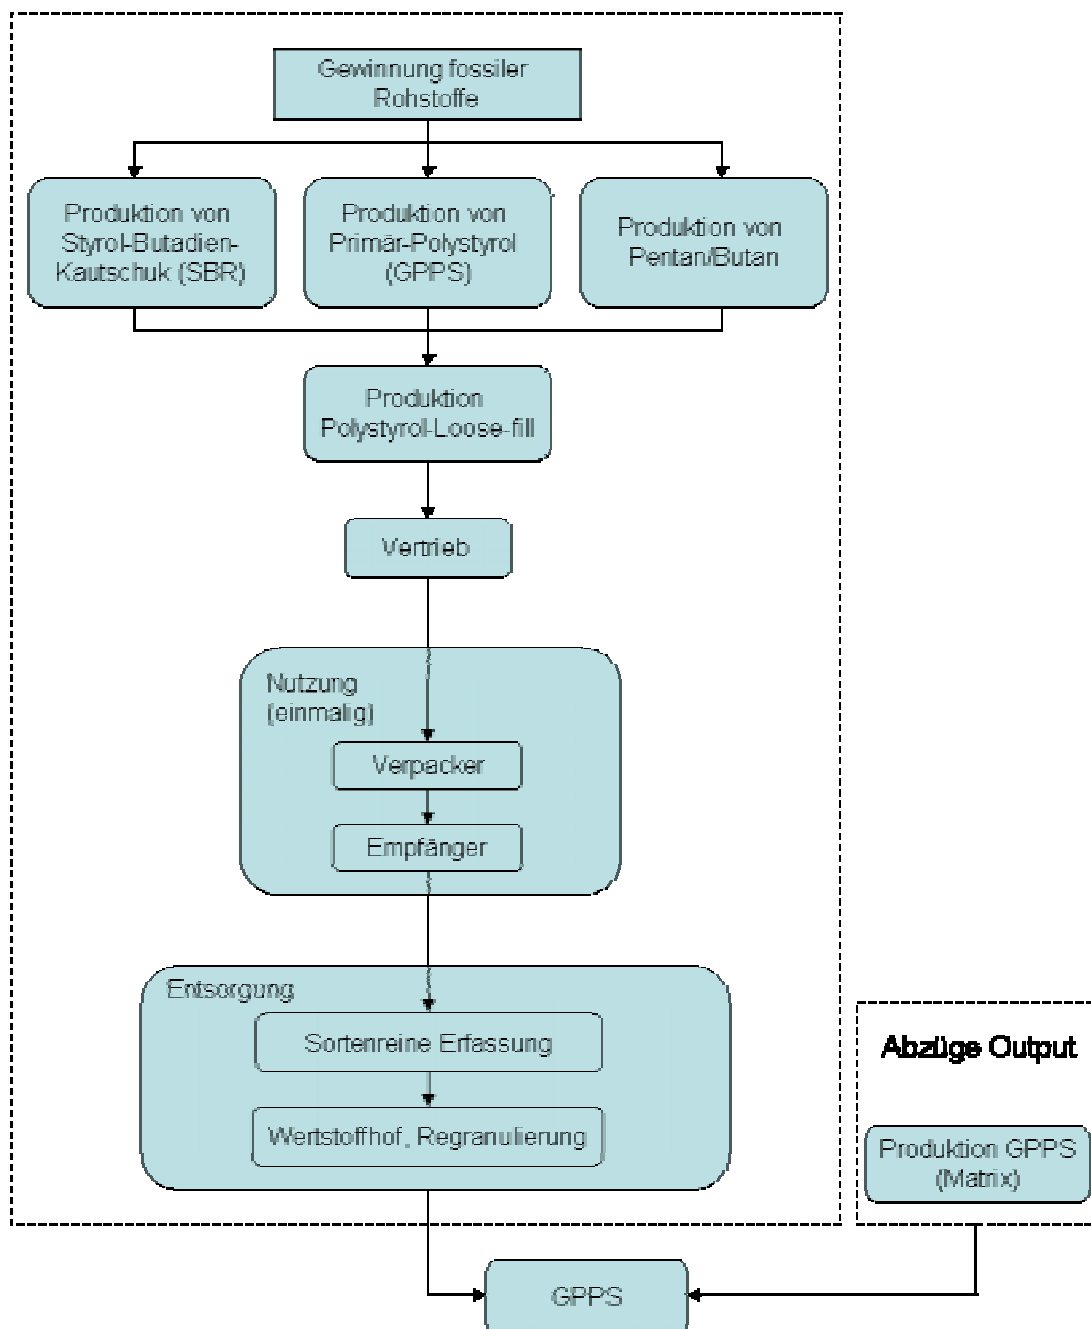 Gewinnung fossiler
Rohstoffe
Produktion von
Styrol-Butadien-
Kautschuk (SBR)
Produktion von
Primär-Polystyrol
(GPPS)
Produktion von
Pentan/Butan
Produktion
Polystyrol-Loose-fill
Vertrieb
Nutzung
(einmalig)
Verpacker
Empfänger
Entsorgung
Sortenreine Erfassung
Wertstoffhof, Regranulierung
Abzüge Output
Produktion GPPS
(Matrix)
GPPS